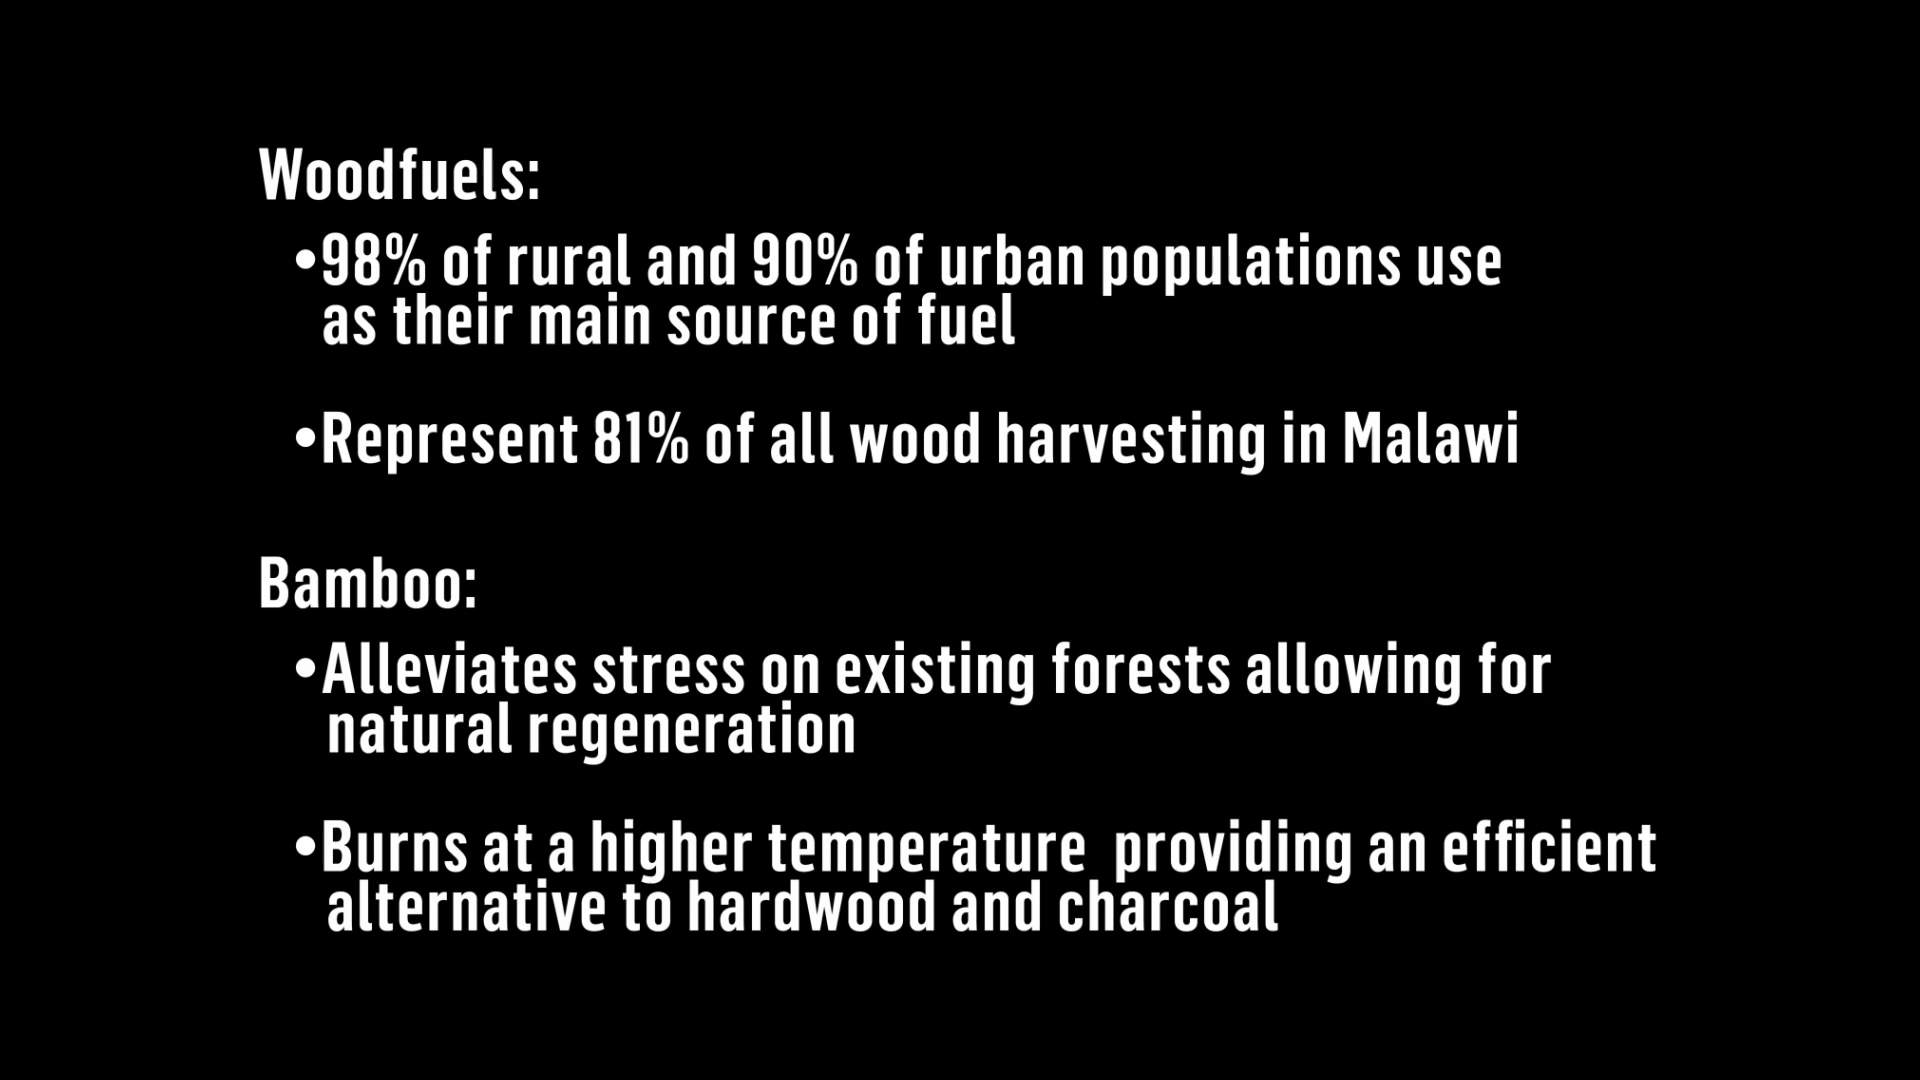 Woodfuels:
•98% of rural and 90% of urban populations use
as their main source of fuel
•Represent 81% of all wood harvesting in Malawi
Bamboo:
•Alleviates stress on existing forests allowing for
natural regeneration
•Burns at a higher temperature  providing an efficient
alternative to hardwood and charcoal